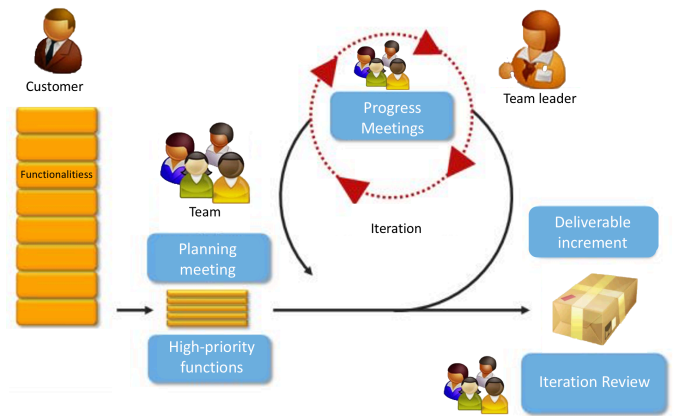 Customer
Functionalitiess
Team
Planning
meeting
High-priority
functions
Progress
Meetings
Iteration
Team leader
Deliverable
increment
Iteration Review